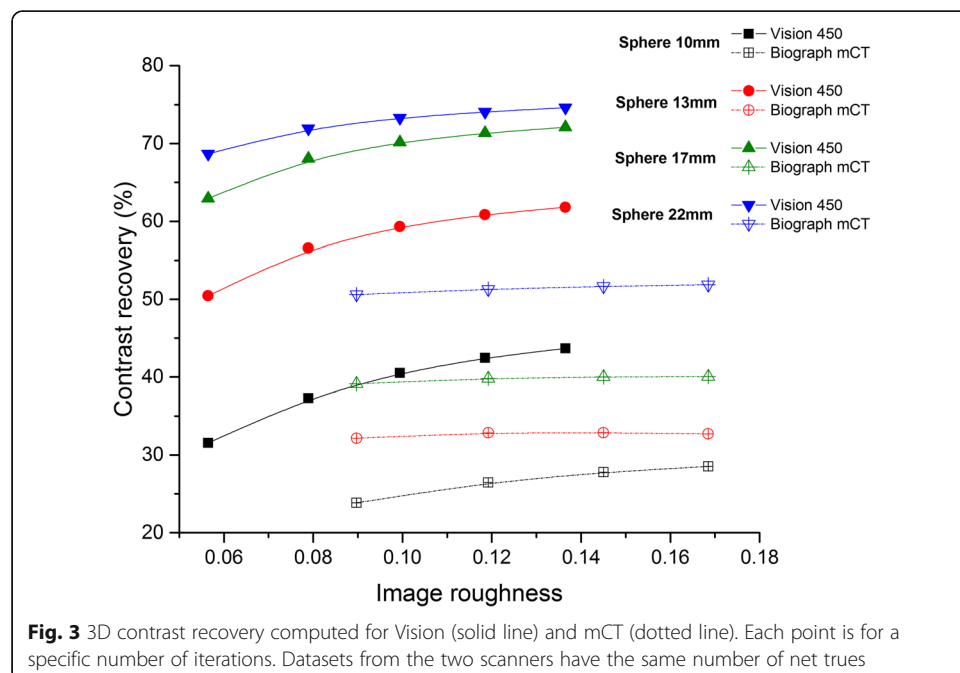 Sphere 10mm
Vision 450
Biograph mCT
Sphere 13mm
Vision 450
Biograph mCT
Sphere 17mm
Vision 450
Biograph mCT
Sphere 22mm
Vision 450
Biograph mCT
Contrast recovery (%)
80
70
60
50
40
30
20
0.06 0.08 0.10 0.12 0.14 0.16 0.18
Image roughness
Fig. 3 3D contrast recovery computed for Vision (solid line) and mCT (dotted line). Each point is for a
specific number of iterations. Datasets from the two scanners have the same number of net trues